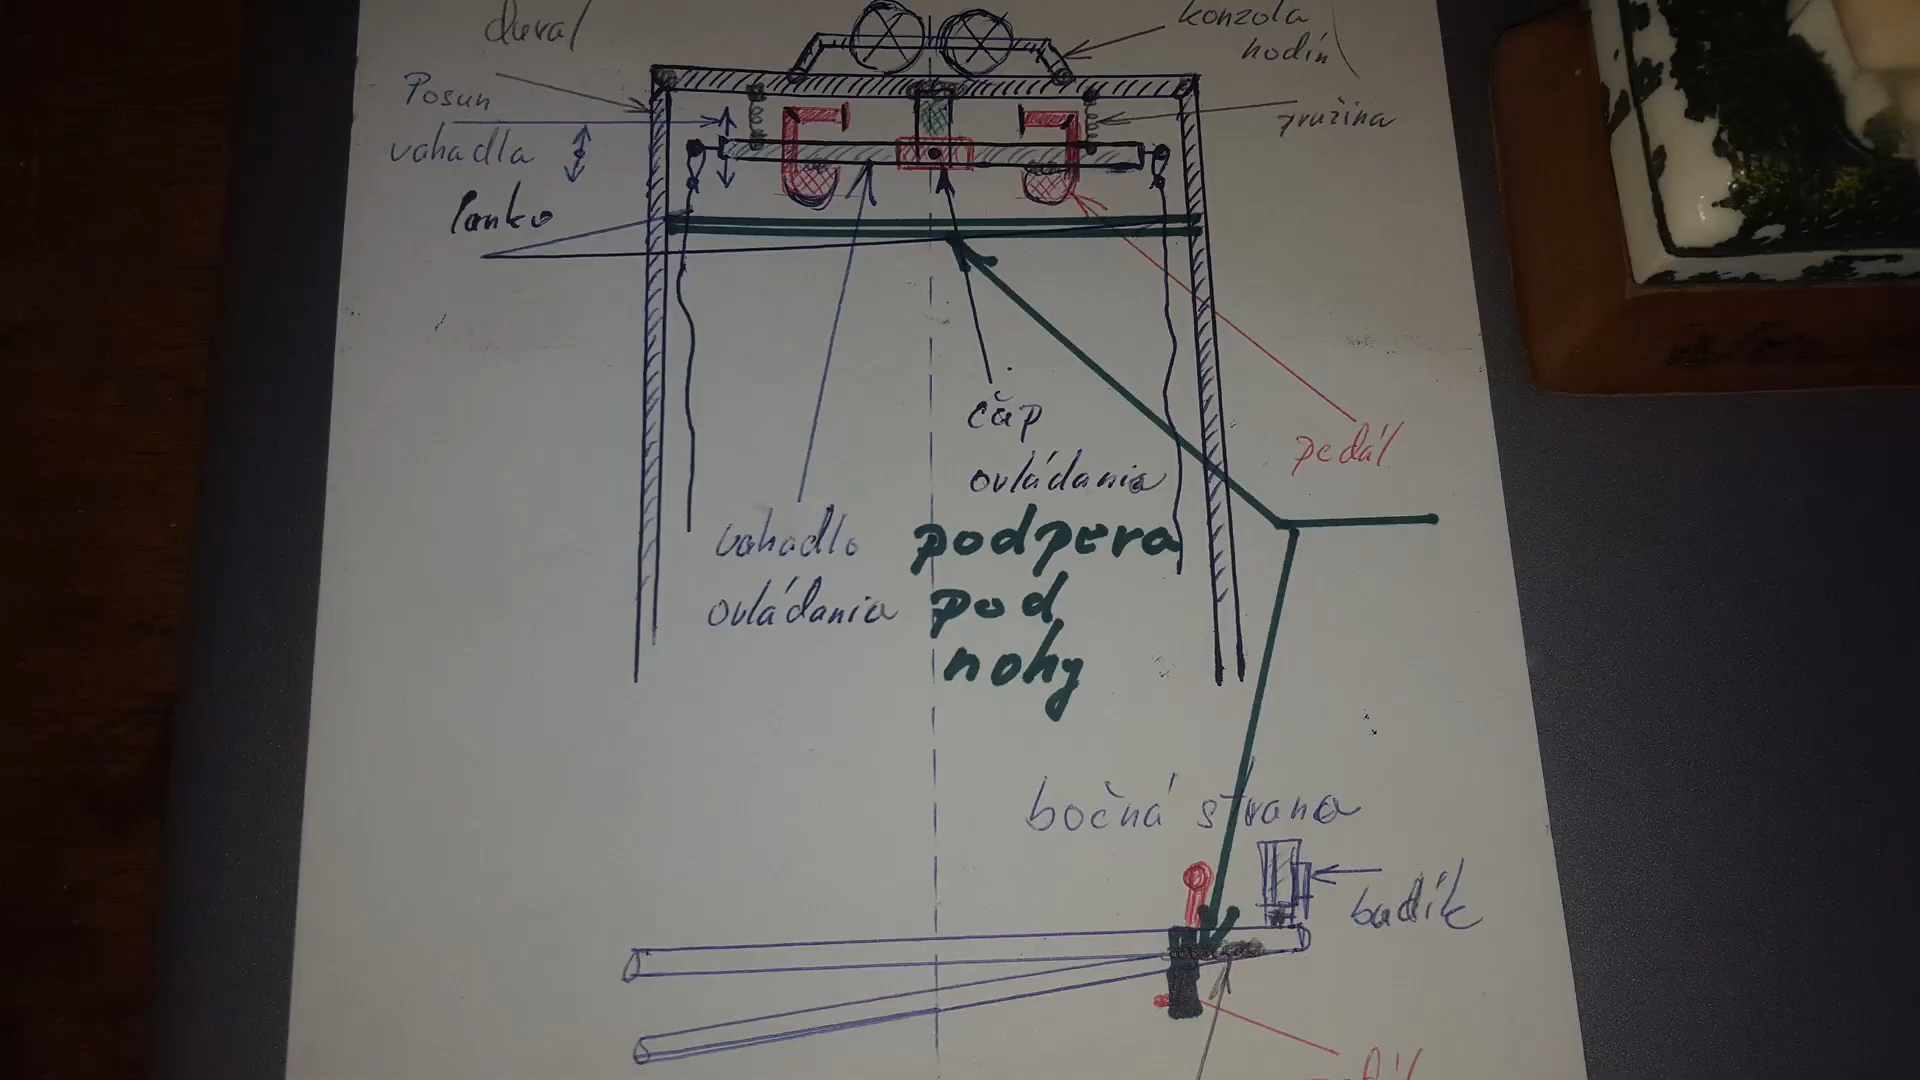 dural
konzola
hodín
Posun
vahadla
pružina
lanko
čap
ovládania
pedál
vahadlo
ovládania
podpera
pod
nohy
bočná strana
budík